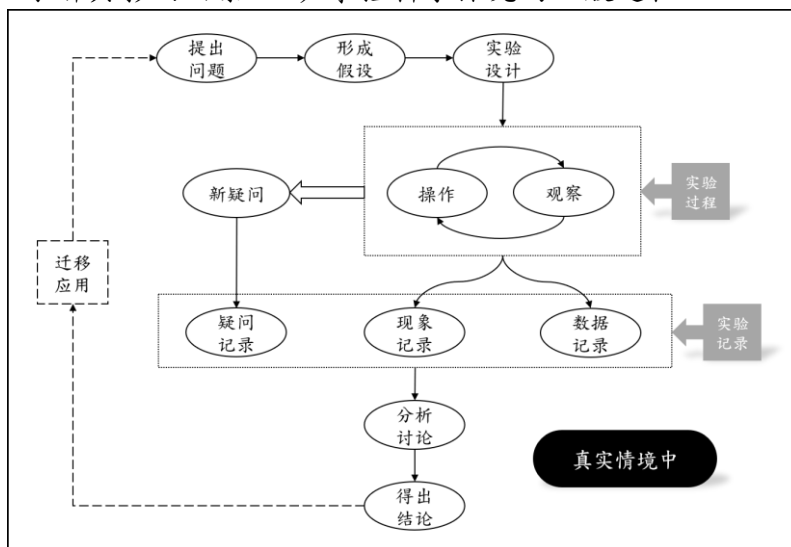 提出
问题
形成
假设
实验
设计
新疑问
操作
观察
实验
过程
迁移
应用
疑问
记录
现象
记录
数据
记录
实验
记录
分析
讨论
真实情境中
得出
结论